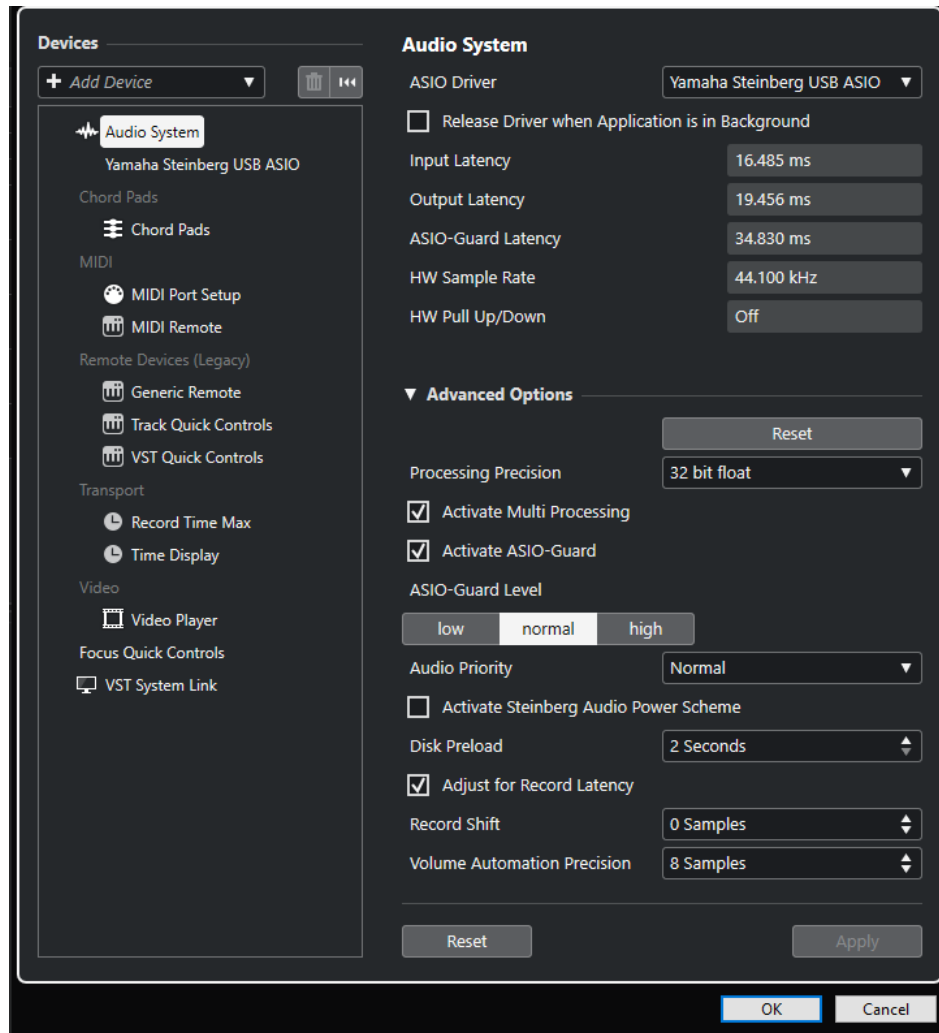 Devices
+ Add Device
Audio System
Yamaha Steinberg USB ASIO
Chord Pads
Chord Pads
MIDI
MIDI Port Setup
MIDI Remote
Remote Devices (Legacy)
Generic Remote
Track Quick Controls
VST Quick Controls
Transport
Record Time Max
Time Display
Video
Video Player
Focus Quick Controls
VST System Link
Audio System
ASIO Driver Yamaha Steinberg USB ASIO
Release Driver when Application is in Background
Input Latency 16.485 ms
Output Latency 19.456 ms
ASIO-Guard Latency 34.830 ms
HW Sample Rate 44.100 kHz
HW Pull Up/Down Off
Advanced Options
Reset
Processing Precision 32 bit float
Activate Multi Processing
Activate ASIO-Guard
ASIO-Guard Level
low normal high
Audio Priority Normal
Activate Steinberg Audio Power Scheme
Disk Preload 2 Seconds
Adjust for Record Latency
Record Shift 0 Samples
Volume Automation Precision 8 Samples
Reset Apply
OK Cancel